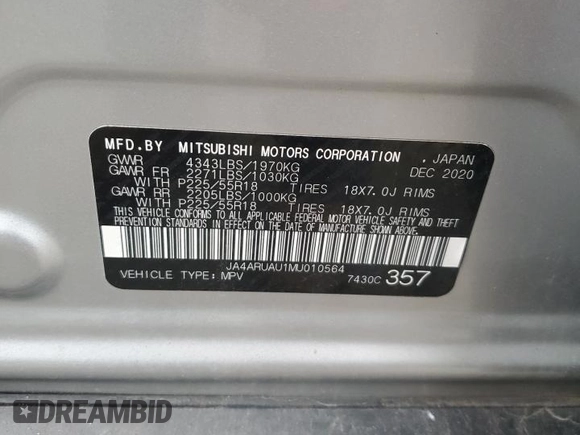 MFD.BY MITSUBISHI MOTORS CORPORATION , JAPAN
GVWR 4343LBS/1970KG DEC 2020
GAWR FR 2271LBS/1030KG
WITH P225/55R18 TIRES 18X7.0J RIMS
GAWR RR 2205LBS/1000KG
WITH P225/55R18 TIRES 18X7.0J RIMS
THIS VEHICLE CONFORMS TO ALL APPLICABLE FEDERAL MOTOR VEHICLE SAFETY AND
THEFT PREVENTION STANDARDS IN EFFECT ON THE DATE OF MANUFACTURE SHOWN ABOVE.
JA4ARUAU1MU010564
VEHICLE TYPE: MPV 7430C 357
DREAMBID